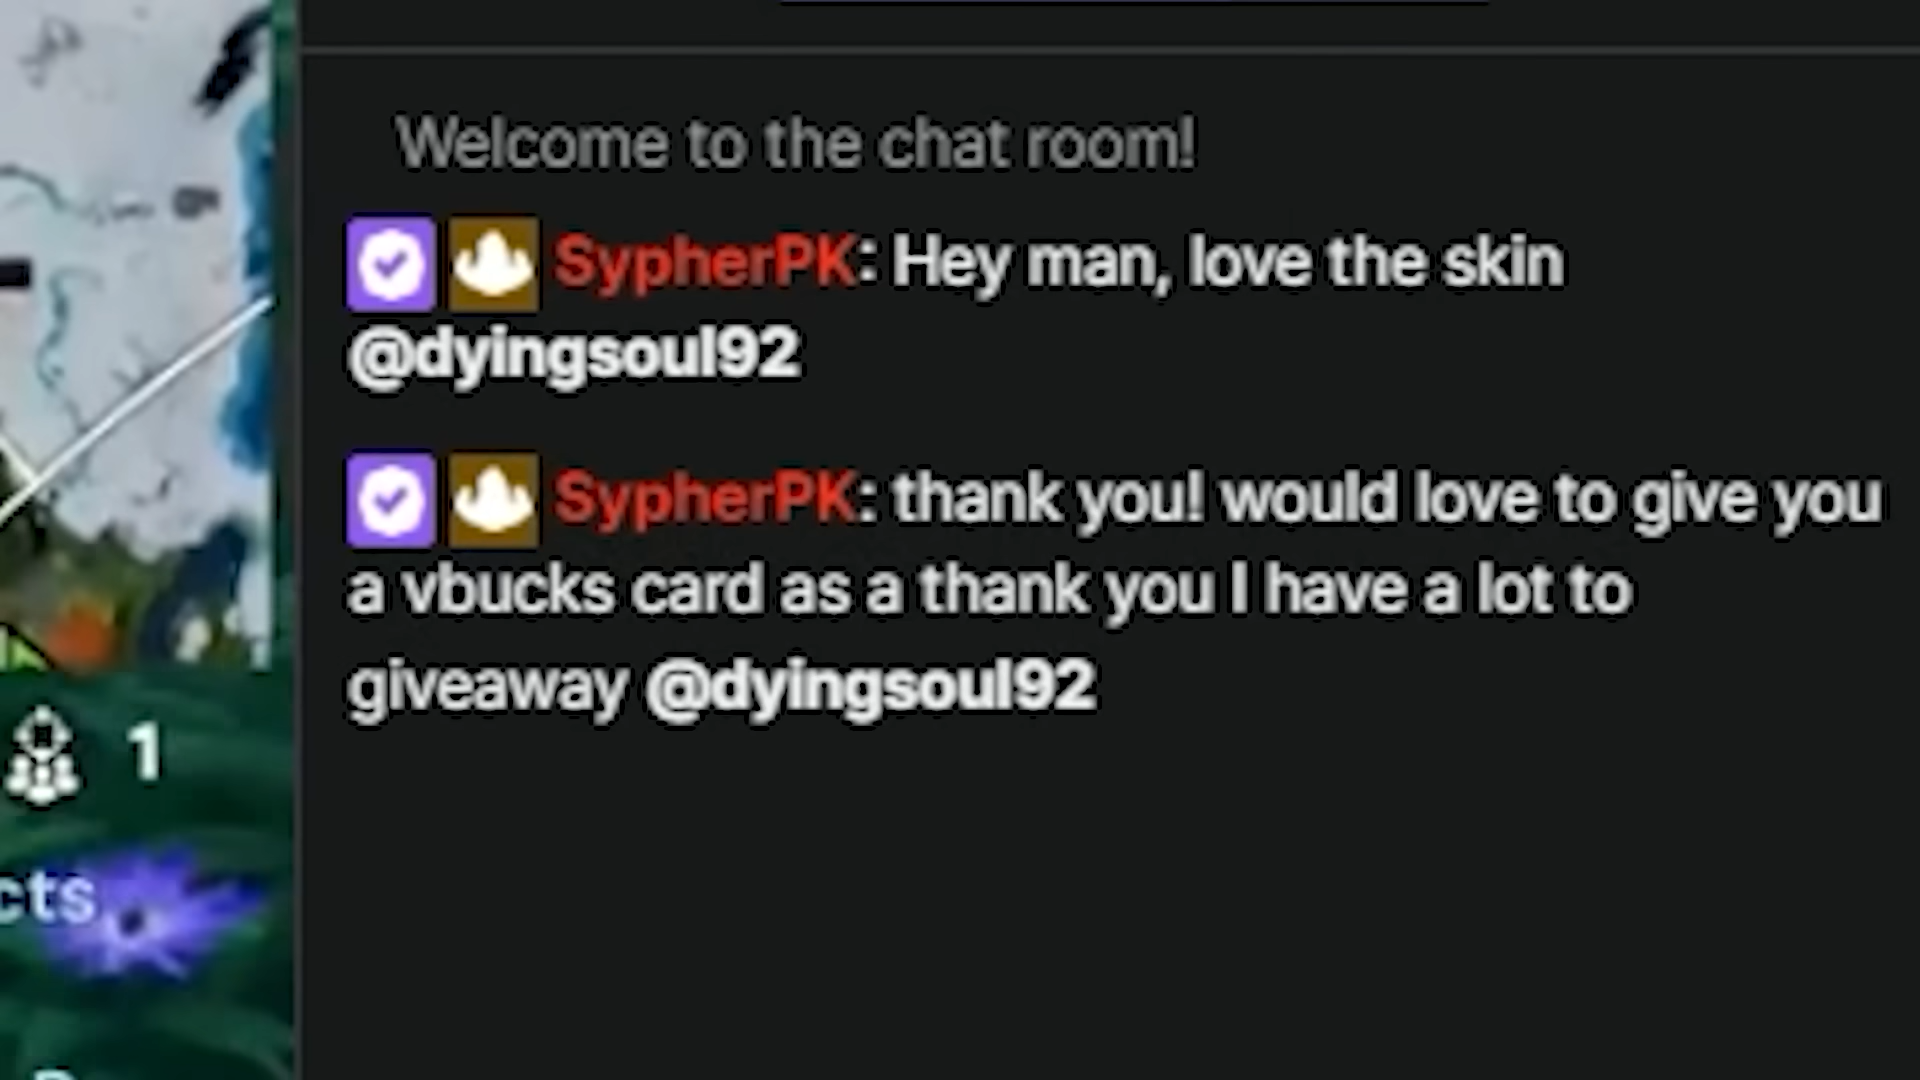 Welcome to the chat room!
SypherPK: Hey man, love the skin
@dyingsoul92
SypherPK: thank you! would love to give you
a vbucks card as a thank you I have a lot to
giveaway @dyingsoul92
1
cts